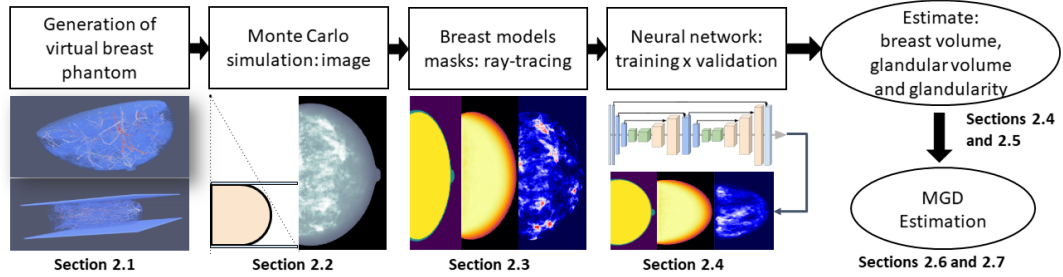 Generation of
virtual breast
phantom
Monte Carlo
simulation: image
Breast models
masks: ray-tracing
Neural network:
training x validation
Estimate:
breast volume,
glandular volume
and glandularity
Sections 2.4
and 2.5
MGD
Estimation
Section 2.1
Section 2.2
Section 2.3
Section 2.4
Sections 2.6 and 2.7